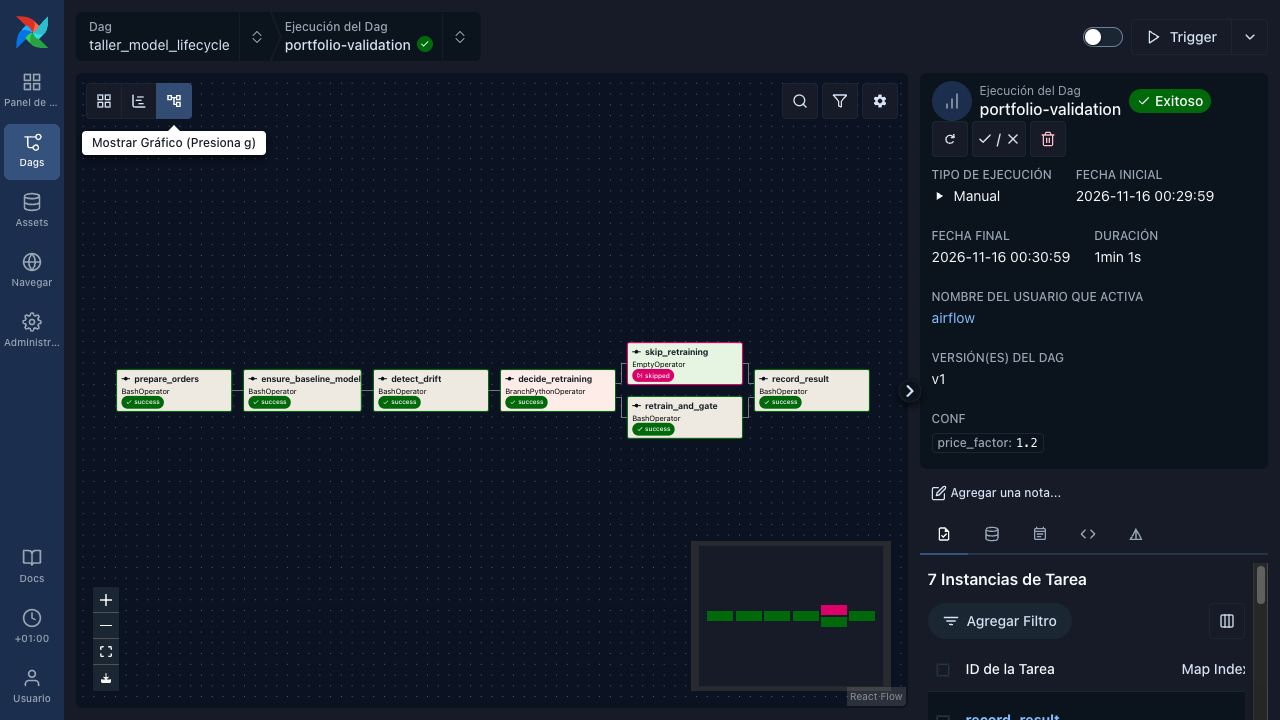 Dag
taller_model_lifecycle
Ejecución del Dag
portfolio-validation
Trigger
Panel de ...
Dags
Assets
Navegar
Administr...
Docs
+01:00
Usuario
Mostrar Gráfico (Presiona g)
prepare_orders
BashOperator
success
ensure_baseline_model
BashOperator
success
detect_drift
BashOperator
success
decide_retraining
BranchPythonOperator
success
skip_retraining
EmptyOperator
skipped
retrain_and_gate
BashOperator
success
record_result
BashOperator
success
React Flow
Ejecución del Dag
portfolio-validation
Exitoso
/
TIPO DE EJECUCIÓN
Manual
FECHA INICIAL
2026-11-16 00:29:59
FECHA FINAL
2026-11-16 00:30:59
DURACIÓN
1min 1s
NOMBRE DEL USUARIO QUE ACTIVA
airflow
VERSIÓN(ES) DEL DAG
v1
CONF
price_factor: 1.2
Agregar una nota...
7 Instancias de Tarea
Agregar Filtro
ID de la Tarea
Map Index
record_result